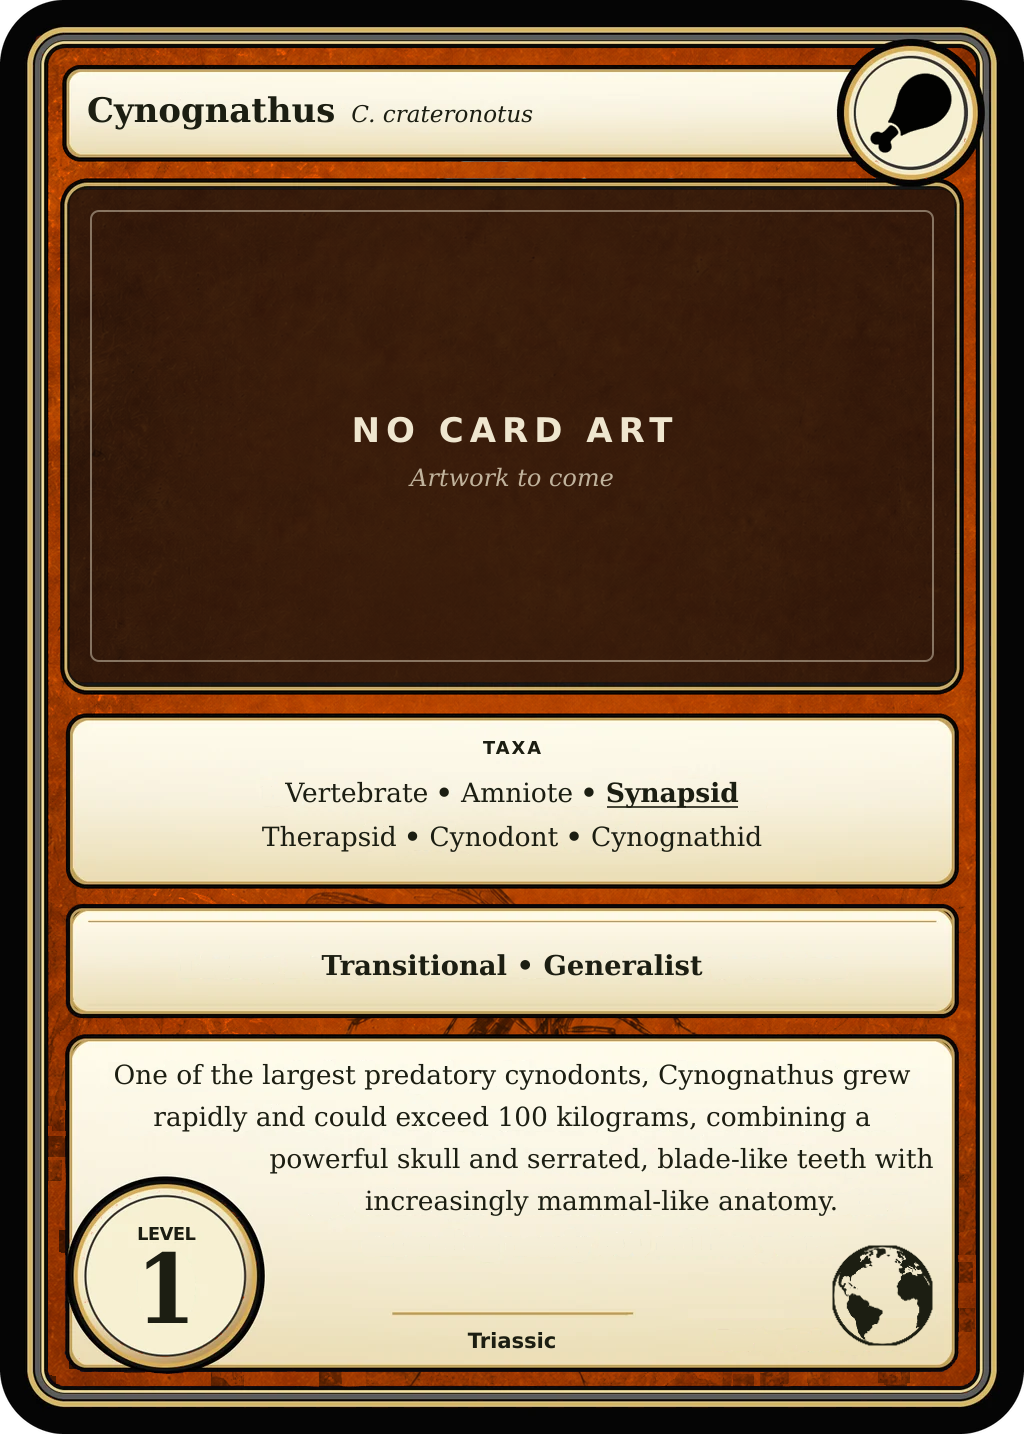 Cynognathus C. crateronotus
NO CARD ART
Artwork to come
TAXA
Vertebrate • Amniote • Synapsid
Therapsid • Cynodont • Cynognathid
Transitional • Generalist
One of the largest predatory cynodonts, Cynognathus grew
rapidly and could exceed 100 kilograms, combining a
powerful skull and serrated, blade-like teeth with
increasingly mammal-like anatomy.
LEVEL
1
Triassic